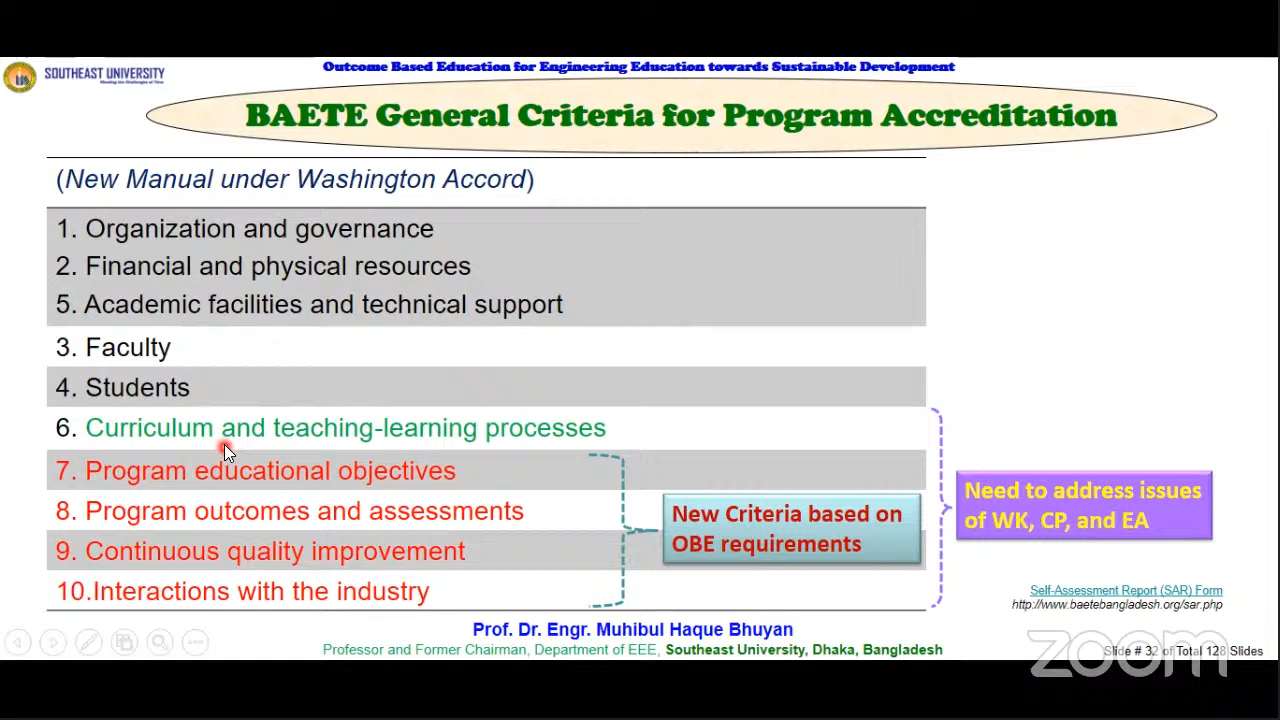 SOUTHEAST UNIVERSITY
Meeting the Challenges of Time
Outcome Based Education for Engineering Education towards Sustainable Development
BAETE General Criteria for Program Accreditation
(New Manual under Washington Accord)
1. Organization and governance
2. Financial and physical resources
5. Academic facilities and technical support
3. Faculty
4. Students
6. Curriculum and teaching-learning processes
7. Program educational objectives
8. Program outcomes and assessments
9. Continuous quality improvement
10.Interactions with the industry
New Criteria based on
OBE requirements
Need to address issues
of WK, CP, and EA
Self-Assessment Report (SAR) Form
http://www.baetebangladesh.org/sar.php
Prof. Dr. Engr. Muhibul Haque Bhuyan
Professor and Former Chairman, Department of EEE, Southeast University, Dhaka, Bangladesh
Slide # 32 of Total 128 Slides
zoom